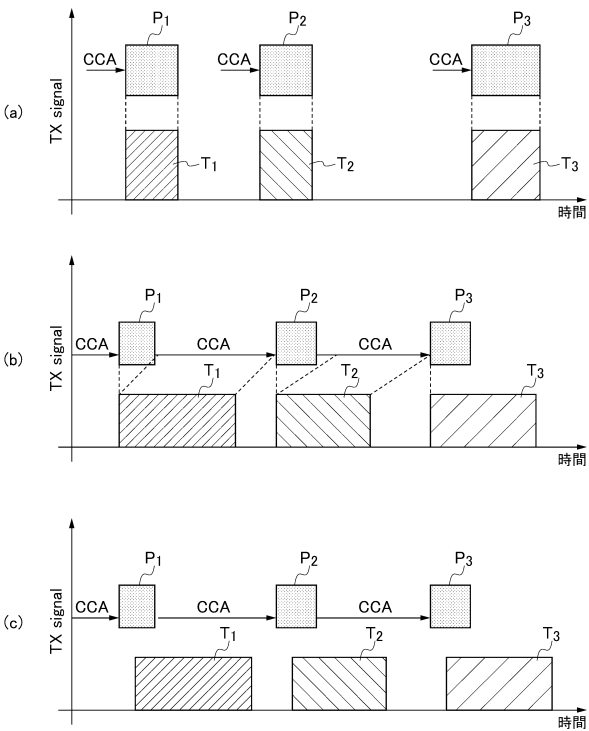 P1 P2 P3
CCA CCA CCA
(a)
TX signal
T1 T2 T3
時間
P1 P2 P3
CCA CCA CCA
(b)
TX signal
T1 T2 T3
時間
P1 P2 P3
CCA CCA CCA
(c)
TX signal
T1 T2 T3
時間